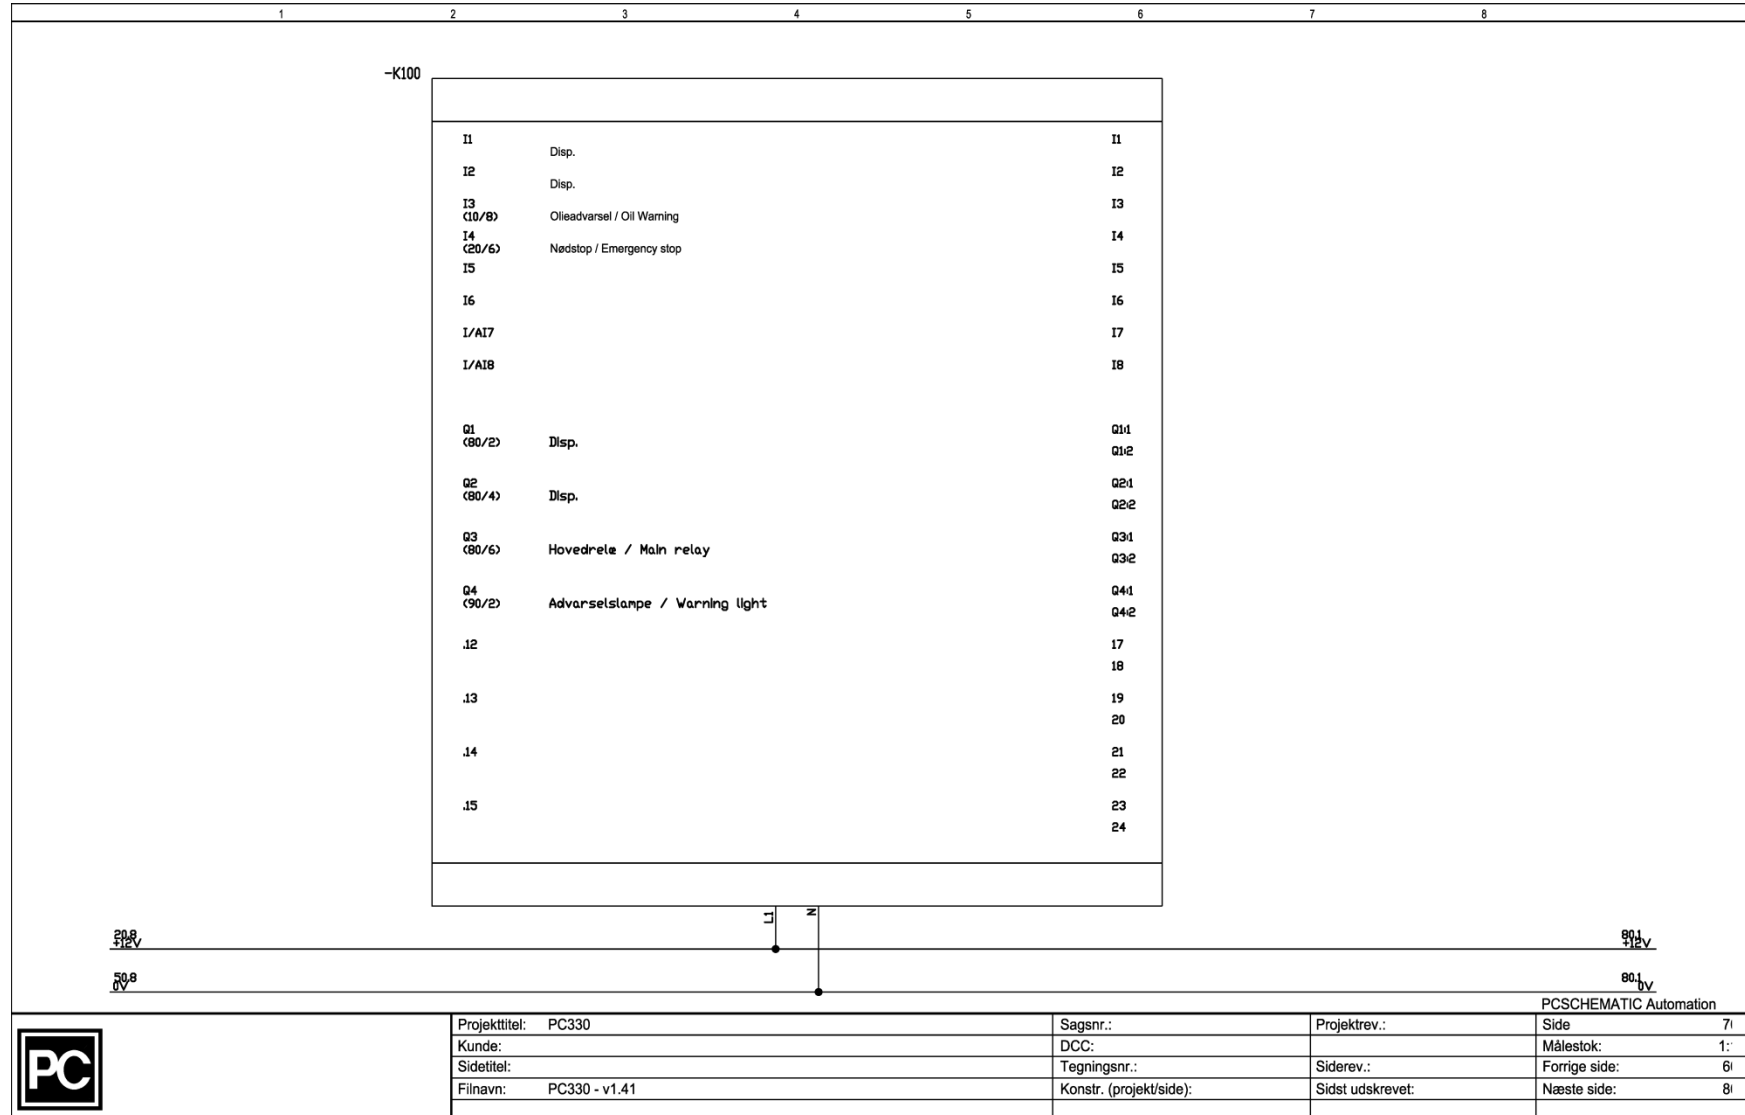 1 2 3 4 5 6 7 8
-K100
I1 I1
Disp.
I2 I2
Disp.
I3 I3
(10/8) Olieadvarsel / Oil Warning
I4 I4
(20/6) Nødstop / Emergency stop
I5 I5
I6 I6
I/AI7 I7
I/AI8 I8
Q1 Q1:1
(80/2) Disp.
Q1:2
Q2 Q2:1
(80/4) Disp.
Q2:2
Q3 Q3:1
(80/6) Hovedrelæ / Main relay
Q3:2
Q4 Q4:1
(90/2) Advarselslampe / Warning light
Q4:2
.12 17
18
.13 19
20
.14 21
22
.15 23
24
L1 N
20.8 80.1
+12V +12V
50.8 80.1
0V 0V
PCSCHEMATIC Automation
PC
Projekttitel: PC330 Sagsnr.: Projektrev.: Side
Kunde: DCC: Målestok: 1:
Sidetitel: Tegningsnr.: Siderev.: Forrige side:
Filnavn: PC330 - v1.41 Konstr. (projekt/side): Sidst udskrevet: Næste side: